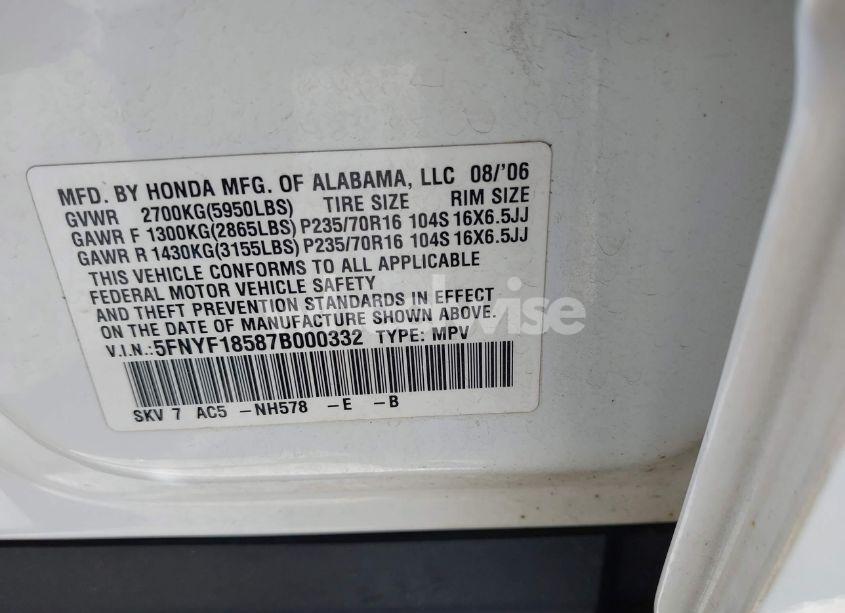 MFD. BY HONDA MFG. OF ALABAMA, LLC 08/'06
GVWR 2700KG(5950LBS) TIRE SIZE RIM SIZE
GAWR F 1300KG(2865LBS) P235/70R16 104S 16X6.5JJ
GAWR R 1430KG(3155LBS) P235/70R16 104S 16X6.5JJ
THIS VEHICLE CONFORMS TO ALL APPLICABLE
FEDERAL MOTOR VEHICLE SAFETY
AND THEFT PREVENTION STANDARDS IN EFFECT
ON THE DATE OF MANUFACTURE SHOWN ABOVE.
V.I.N.:5FNYF18587B000332 TYPE: MPV
SKV 7 AC5 -NH578 -E -B